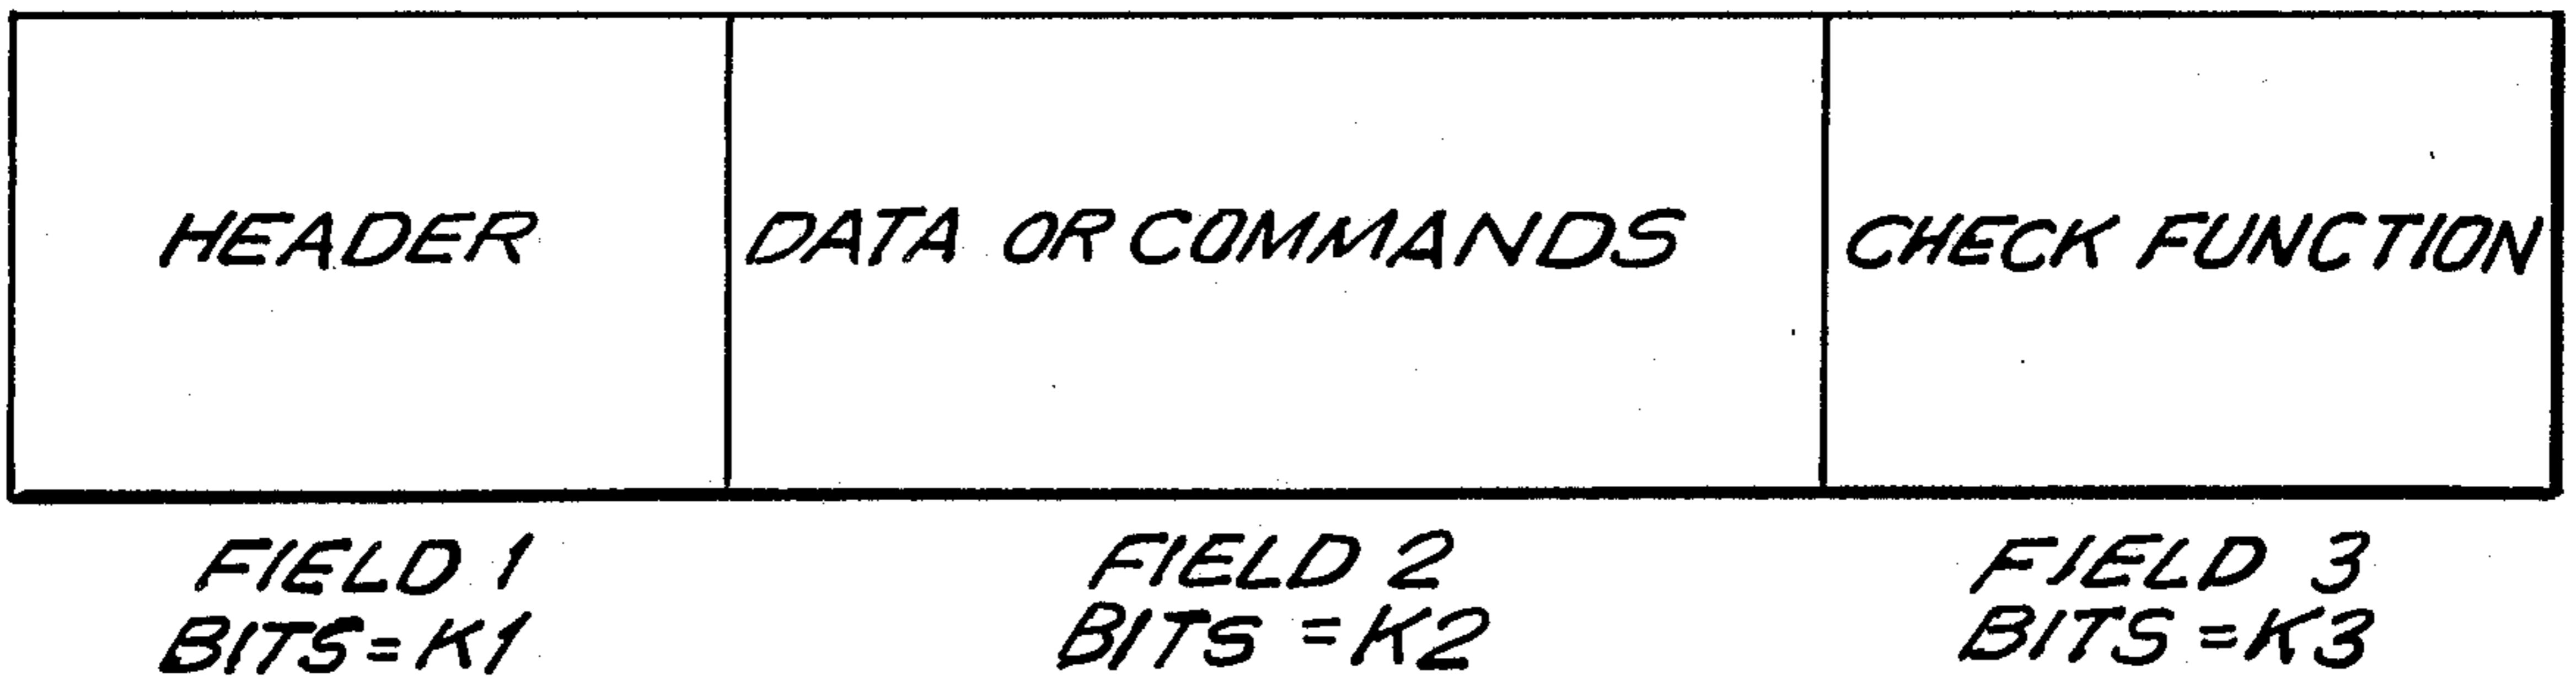 HEADER
DATA OR COMMANDS
CHECK FUNCTION
FIELD 1
BITS=K1
FIELD 2
BITS=K2
FIELD 3
BITS=K3